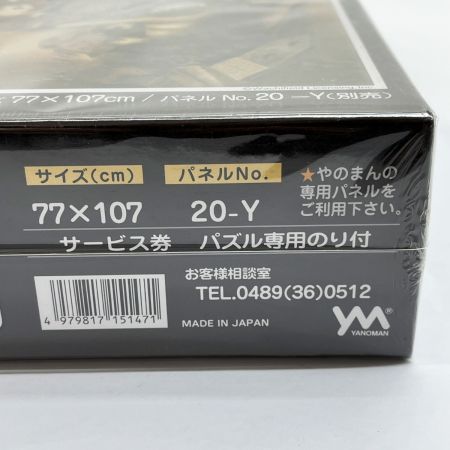 77×107cm / パネル No. 20 -Y(別売)
サイズ(cm)
パネルNo.
77×107
20-Y
★やのまんの
専用パネルを
ご利用下さい。
サービス券 パズル専用のり付
お客様相談室
TEL.0489(36)0512
4 979817 151471
MADE IN JAPAN
YM®
YANOMAN